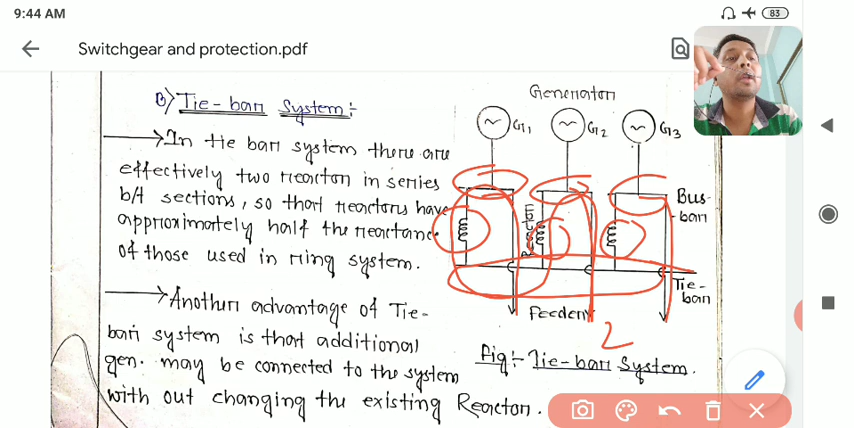 9:44 AM
83
Switchgear and protection.pdf
B) Tie-bar System:-
→ In tie bar system there are
effectively two reactor in series
b/t sections, so that reactors have
approximately half the reactance
of those used in ring system.
→ Another advantage of Tie-
bar system is that additional
gen. may be connected to the system
with out changing the existing Reactor.
Generator
G1
G2
G3
Bus-
bar
Reactor
Tie-
bar
Feeder
2
Fig:- Tie-bar System.